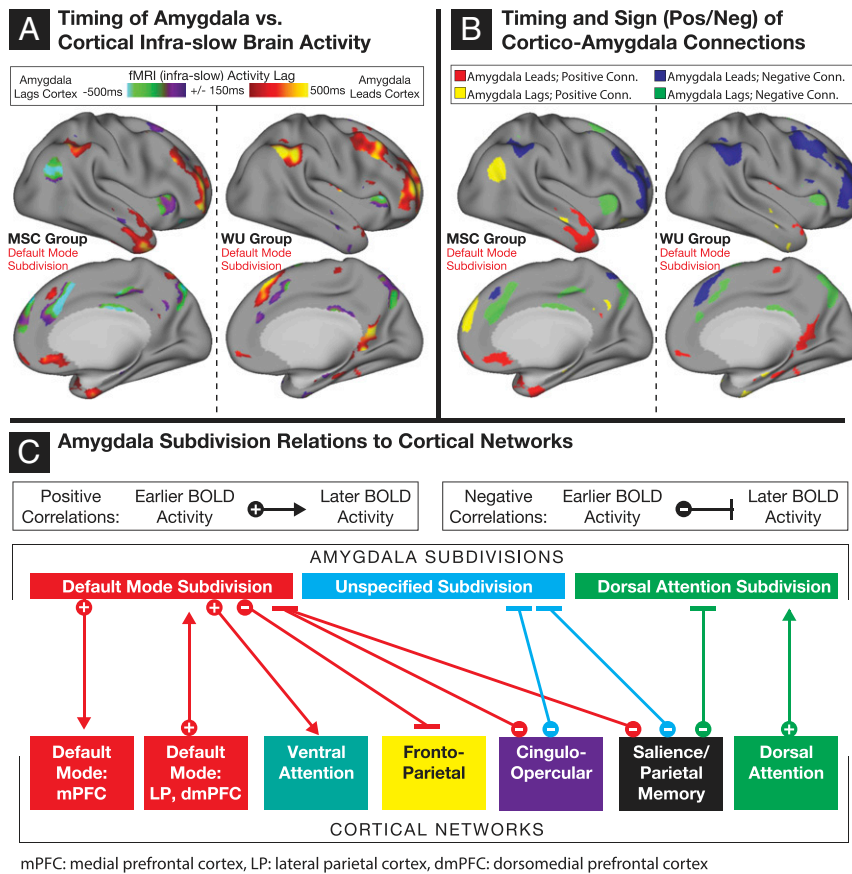 A
Timing of Amygdala vs.
Cortical Infra-slow Brain Activity
Amygdala
Lags Cortex
fMRI (infra-slow) Activity Lag
-500ms
+/- 150ms
500ms
Amygdala
Leads Cortex
MSC Group
Default Mode
Subdivision
WU Group
Default Mode
Subdivision
B
Timing and Sign (Pos/Neg) of
Cortico-Amygdala Connections
Amygdala Leads; Positive Conn.
Amygdala Leads; Negative Conn.
Amygdala Lags; Positive Conn.
Amygdala Lags; Negative Conn.
MSC Group
Default Mode
Subdivision
WU Group
Default Mode
Subdivision
C
Amygdala Subdivision Relations to Cortical Networks
Positive
Correlations:
Earlier BOLD
Activity
+
Later BOLD
Activity
Negative
Correlations:
Earlier BOLD
Activity
-
Later BOLD
Activity
AMYGDALA SUBDIVISIONS
Default Mode Subdivision
Unspecified Subdivision
Dorsal Attention Subdivision
+ + -
+ - - - - - +
Default
Mode:
mPFC
Default
Mode:
LP, dmPFC
Ventral
Attention
Fronto-
Parietal
Cingulo-
Opercular
Salience/
Parietal
Memory
Dorsal
Attention
CORTICAL NETWORKS
mPFC: medial prefrontal cortex, LP: lateral parietal cortex, dmPFC: dorsomedial prefrontal cortex